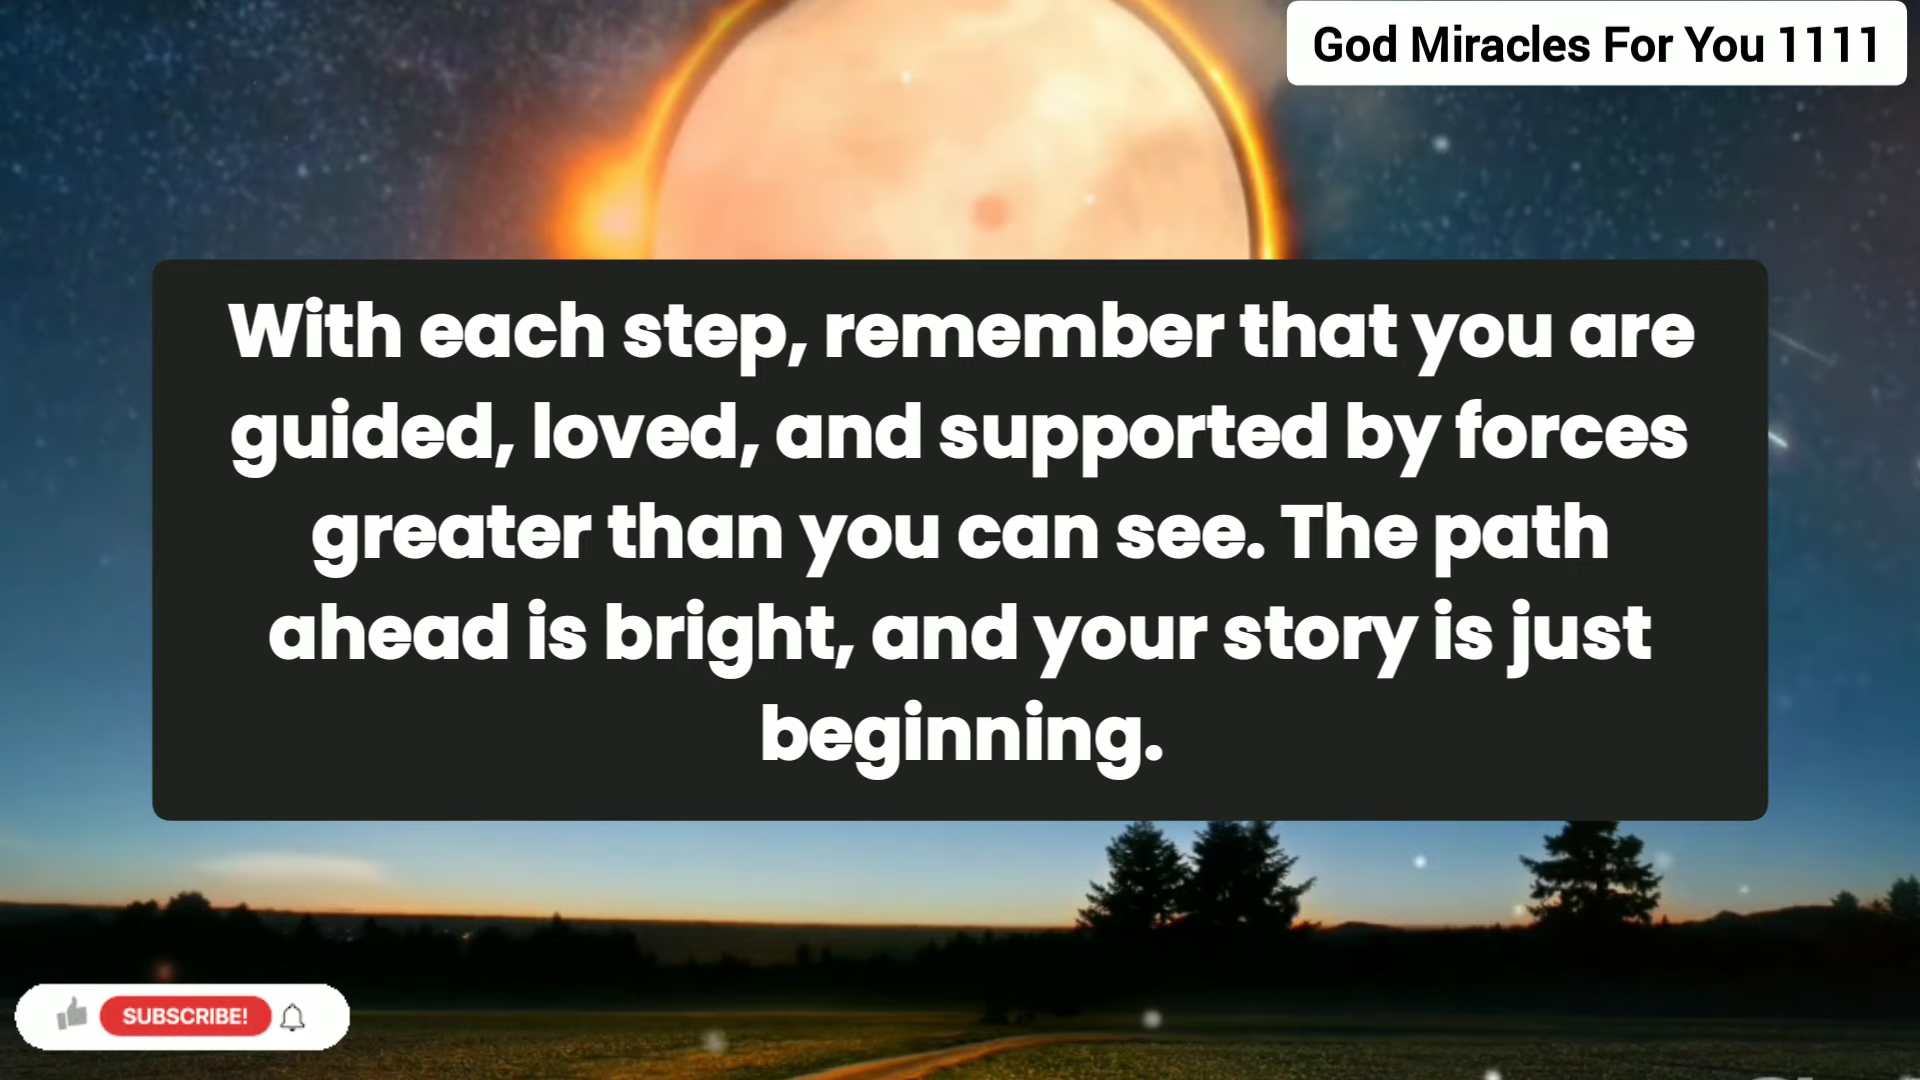 God Miracles For You 1111
With each step, remember that you are
guided, loved, and supported by forces
greater than you can see. The path
ahead is bright, and your story is just
beginning.
SUBSCRIBE!